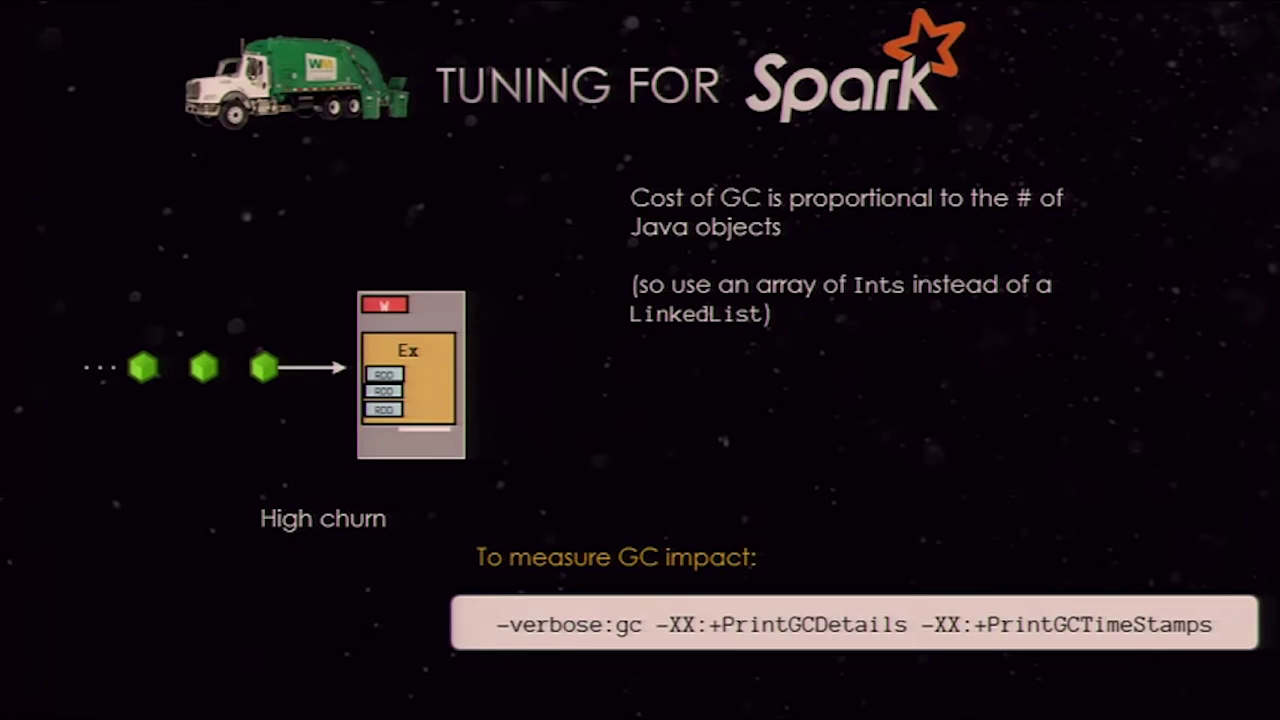 WM
TUNING FOR Spark
Cost of GC is proportional to the # of
Java objects
(so use an array of Ints instead of a
LinkedList)
W
Ex
RDD
RDD
RDD
High churn
To measure GC impact:
-verbose:gc -XX:+PrintGCDetails -XX:+PrintGCTimeStamps